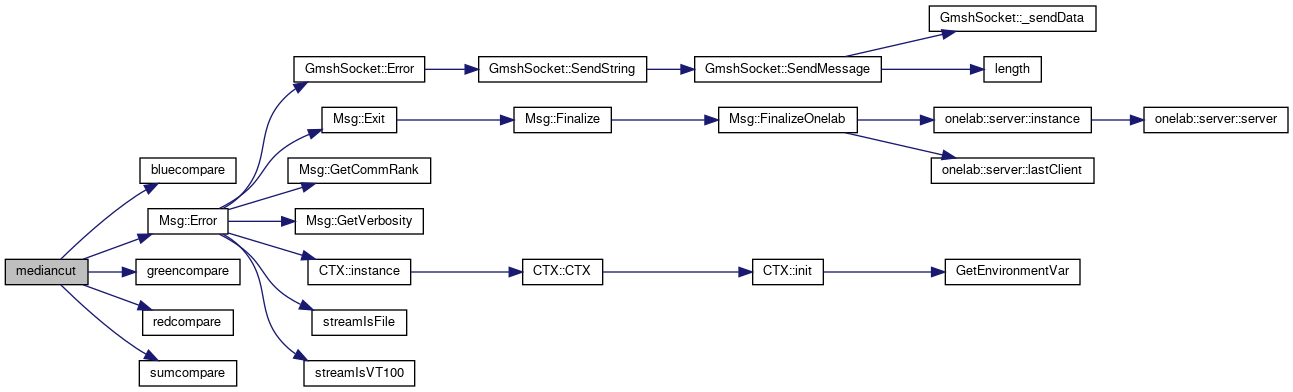 GmshSocket::_sendData
GmshSocket::Error
GmshSocket::SendString
GmshSocket::SendMessage
length
Msg::Exit
Msg::Finalize
Msg::FinalizeOnelab
onelab::server::instance
onelab::server::server
bluecompare
Msg::GetCommRank
onelab::server::lastClient
Msg::Error
Msg::GetVerbosity
mediancut
greencompare
CTX::instance
CTX::CTX
CTX::init
GetEnvironmentVar
redcompare
streamIsFile
sumcompare
streamIsVT100